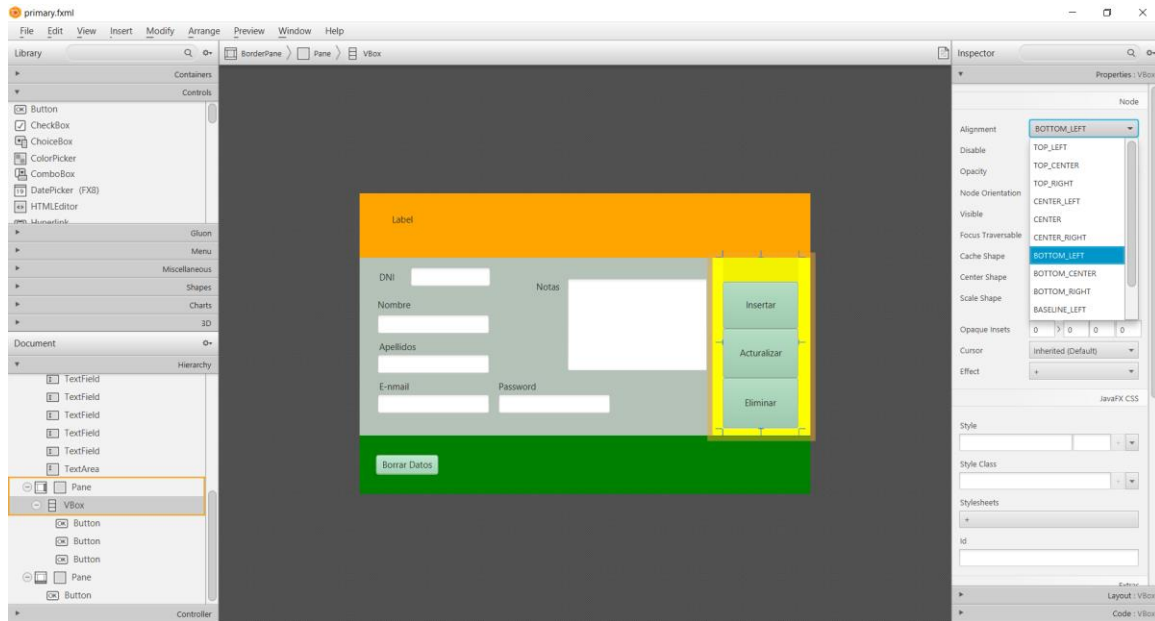 primary.fxml
File Edit View Insert Modify Arrange Preview Window Help
Library
Containers
Controls
Button
CheckBox
ChoiceBox
ColorPicker
ComboBox
DatePicker (FX8)
HTMLEditor
Hyperlink
Gluon
Menu
Miscellaneous
Shapes
Charts
3D
Document
Hierarchy
TextField
TextField
TextField
TextField
TextField
TextArea
Pane
VBox
Button
Button
Button
Pane
Button
Controller
BorderPane Pane VBox
Label
DNI
Notas
Nombre
Apellidos
E-nmail
Password
Insertar
Acturalizar
Eliminar
Borrar Datos
Inspector
Properties : VBox
Node
Alignment BOTTOM_LEFT
Disable
Opacity
Node Orientation
Visible
Focus Traversable
Cache Shape
Center Shape
Scale Shape
TOP_LEFT
TOP_CENTER
TOP_RIGHT
CENTER_LEFT
CENTER
CENTER_RIGHT
BOTTOM_LEFT
BOTTOM_CENTER
BOTTOM_RIGHT
BASELINE_LEFT
Opaque Insets 0 0 0 0
Cursor Inherited (Default)
Effect +
JavaFX CSS
Style
Style Class
Stylesheets
+
id
Extras
Layout : VBox
Code : VBox